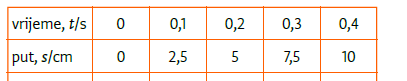 vrijeme, t/s 0 0,1 0,2 0,3 0,4
put, s/cm 0 2,5 5 7,5 10